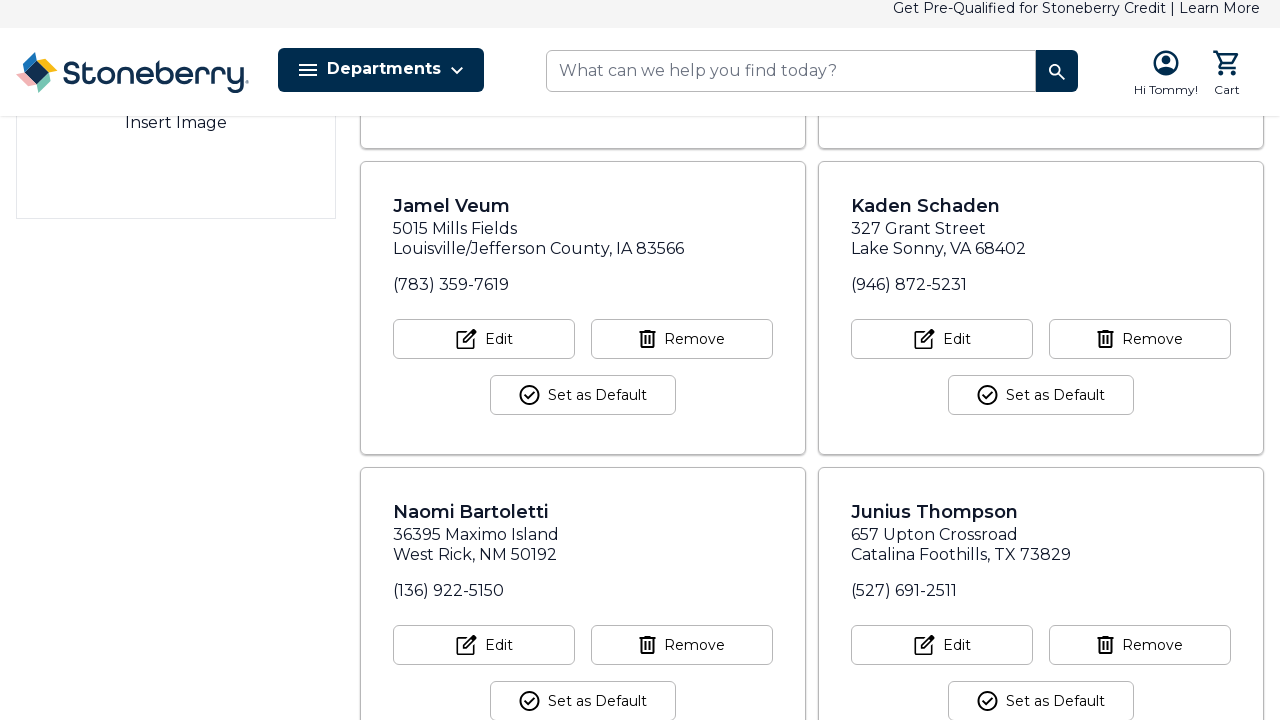 Get Pre-Qualified for Stoneberry Credit | Learn More
Stoneberry
Departments
What can we help you find today?
Hi Tommy!
Cart
Insert Image
Jamel Veum
5015 Mills Fields
Louisville/Jefferson County, IA 83566
(783) 359-7619
Edit
Remove
Set as Default
Kaden Schaden
327 Grant Street
Lake Sonny, VA 68402
(946) 872-5231
Edit
Remove
Set as Default
Naomi Bartoletti
36395 Maximo Island
West Rick, NM 50192
(136) 922-5150
Edit
Remove
Set as Default
Junius Thompson
657 Upton Crossroad
Catalina Foothills, TX 73829
(527) 691-2511
Edit
Remove
Set as Default